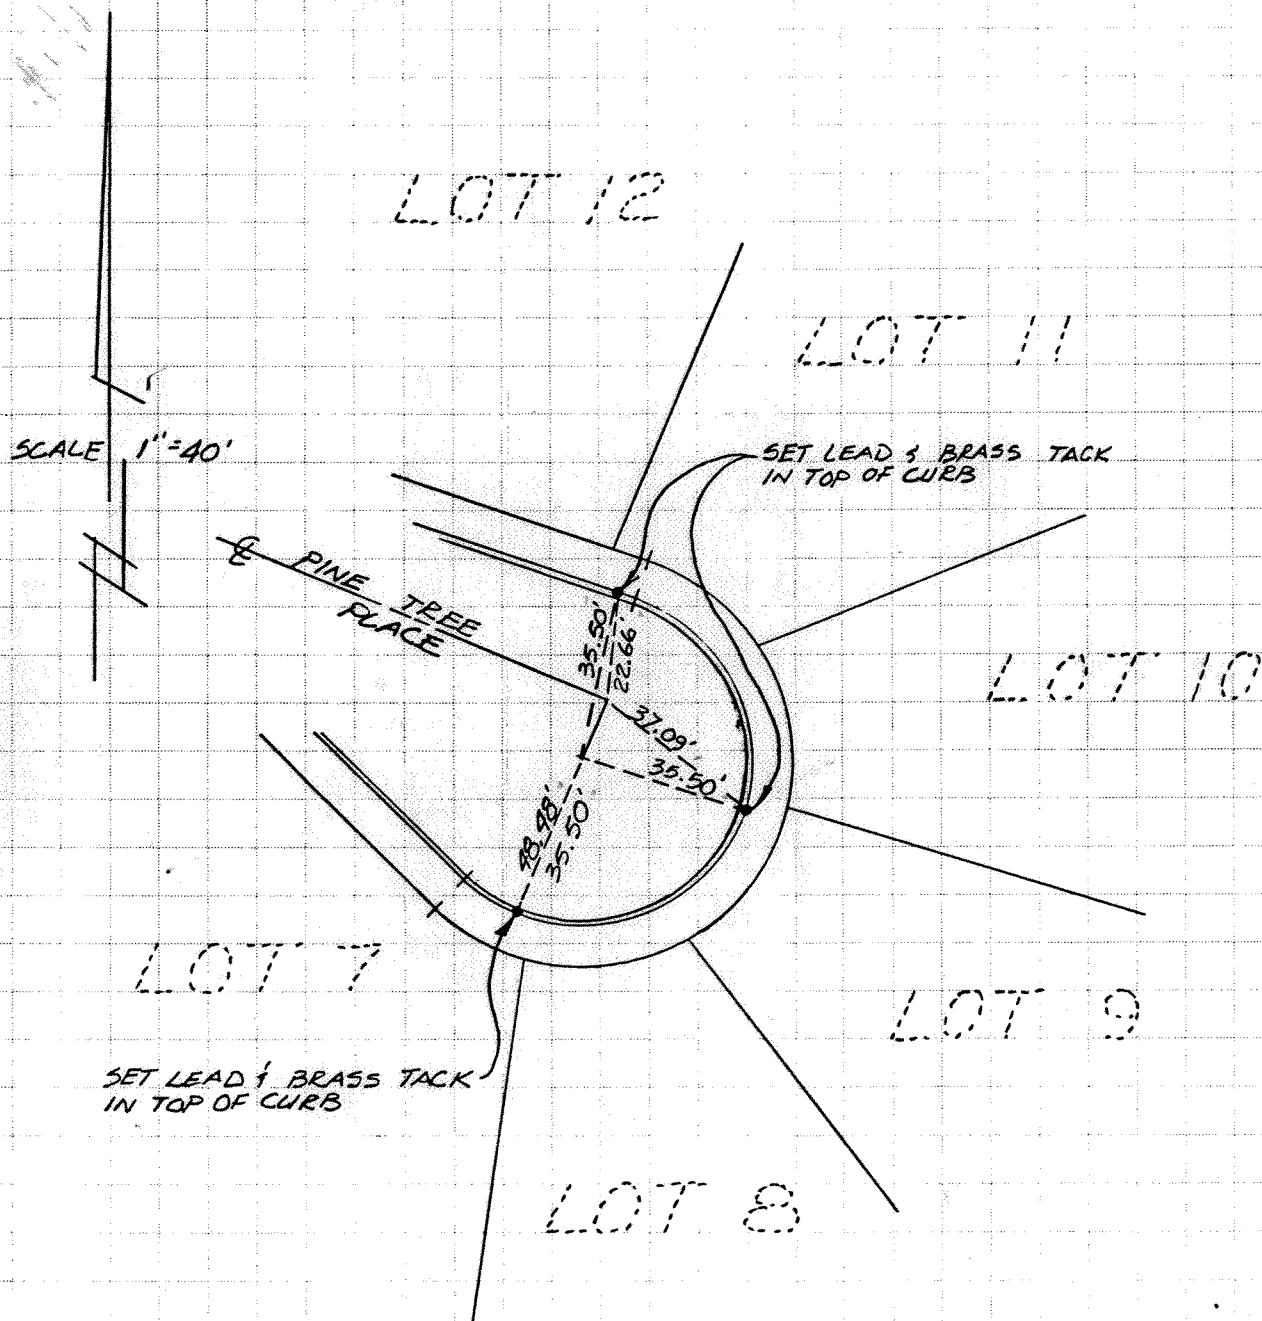 LOT 12
LOT 11
SCALE 1"=40'
SET LEAD & BRASS TACK
IN TOP OF CURB
℄ PINE TREE
PLACE
35.50'
22.66'
LOT 10
37.09'
35.50'
48.48'
35.50'
LOT 7
LOT 9
SET LEAD & BRASS TACK
IN TOP OF CURB
LOT 8